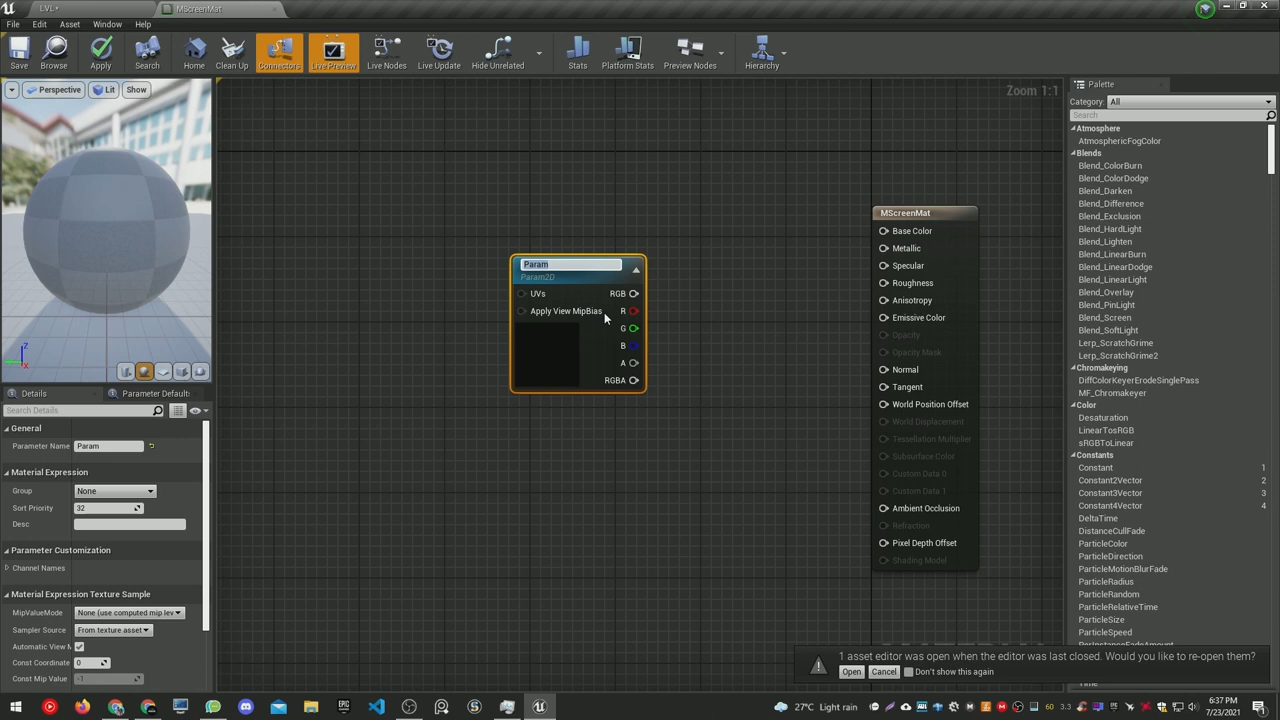 LVL*
MScreenMat
File
Edit
Asset
Window
Help
Save
Browse
Apply
Search
Home
Clean Up
Connectors
Live Preview
Live Nodes
Live Update
Hide Unrelated
Stats
Platform Stats
Preview Nodes
Hierarchy
Perspective
Lit
Show
Zoom 1:1
Param
Param2D
UVs
RGB
Apply View MipBias
R
G
B
A
RGBA
MScreenMat
Base Color
Metallic
Specular
Roughness
Anisotropy
Emissive Color
Opacity
Opacity Mask
Normal
Tangent
World Position Offset
World Displacement
Tessellation Multiplier
Subsurface Color
Custom Data 0
Custom Data 1
Ambient Occlusion
Refraction
Pixel Depth Offset
Shading Model
Z
X
Details
Parameter Default:
Search Details
General
Parameter Name
Param
Material Expression
Group
None
Sort Priority
32
Desc
Parameter Customization
Channel Names
Material Expression Texture Sample
MipValueMode
None (use computed mip lev
Sampler Source
From texture asset
Automatic View M
Const Coordinate
0
Const Mip Value
-1
Palette
Category:
All
Search
Atmosphere
AtmosphericFogColor
Blends
Blend_ColorBurn
Blend_ColorDodge
Blend_Darken
Blend_Difference
Blend_Exclusion
Blend_HardLight
Blend_Lighten
Blend_LinearBurn
Blend_LinearDodge
Blend_LinearLight
Blend_Overlay
Blend_PinLight
Blend_Screen
Blend_SoftLight
Lerp_ScratchGrime
Lerp_ScratchGrime2
Chromakeying
DiffColorKeyerErodeSinglePass
MF_Chromakeyer
Color
Desaturation
LinearTosRGB
sRGBToLinear
Constants
Constant 1
Constant2Vector 2
Constant3Vector 3
Constant4Vector 4
DeltaTime
DistanceCullFade
ParticleColor
ParticleDirection
ParticleMotionBlurFade
ParticleRadius
ParticleRandom
ParticleRelativeTime
ParticleSize
ParticleSpeed
PerInstanceFadeAmount
Time
1 asset editor was open when the editor was last closed. Would you like to re-open them?
Open
Cancel
Don't show this again
27°C Light rain
60
3.3
6:37 PM
7/23/2021